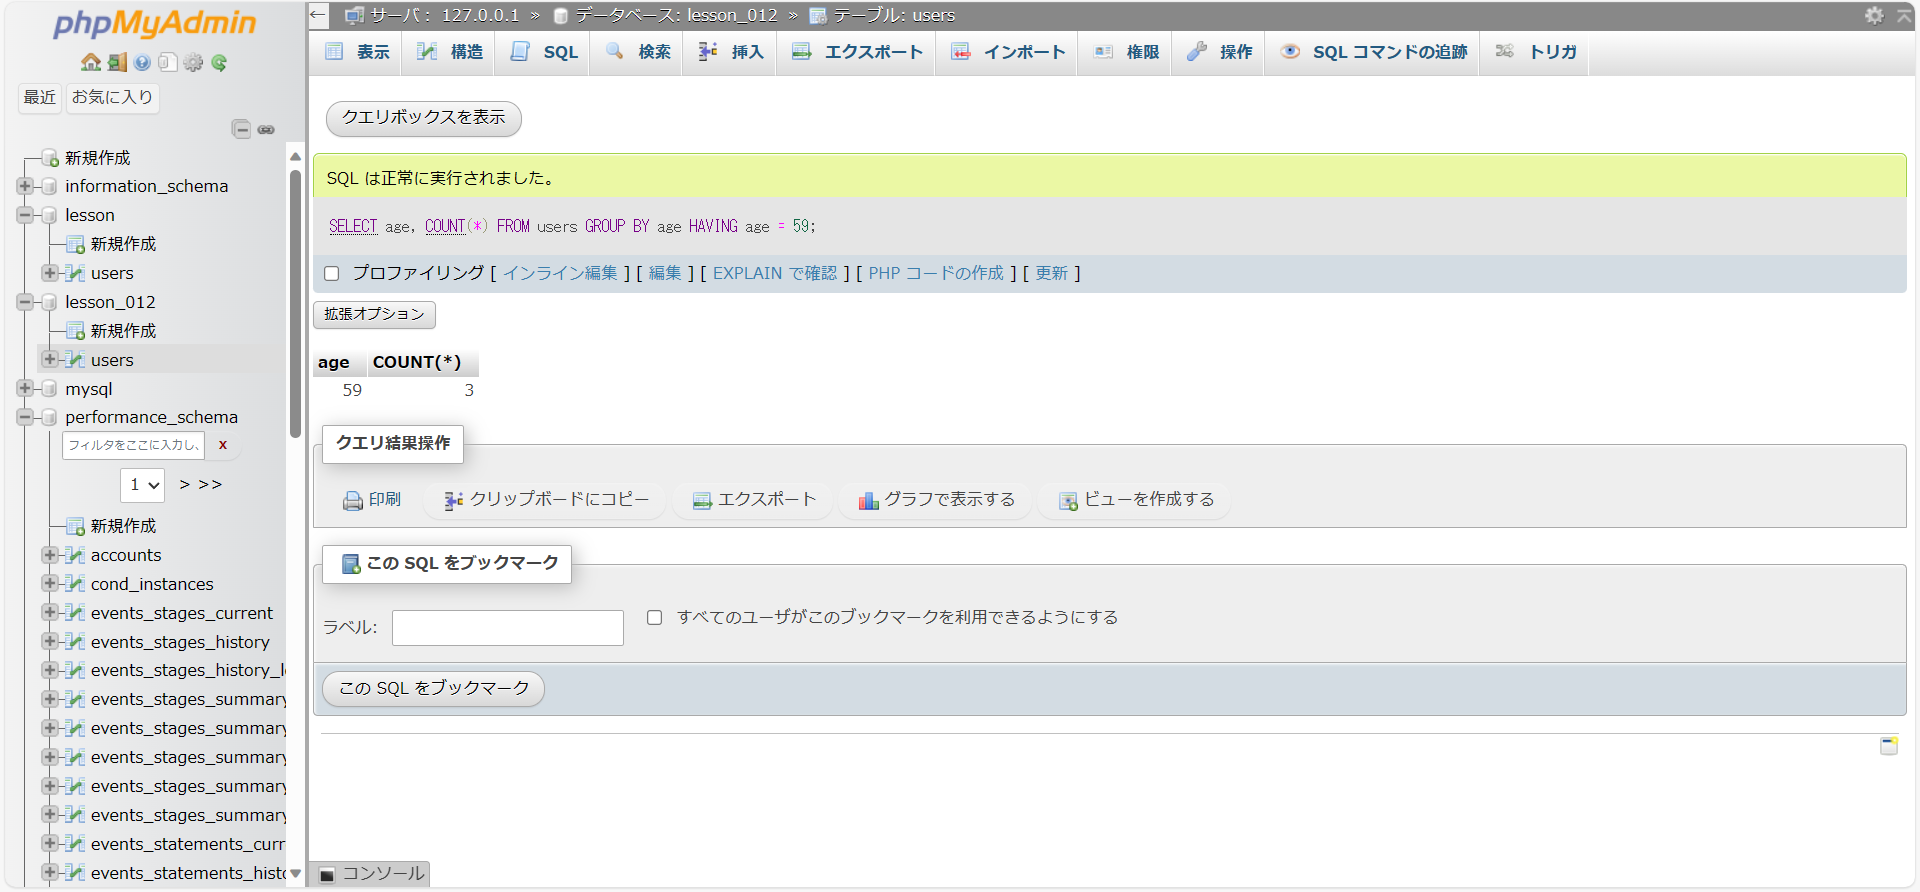 phpMyAdmin
最近 お気に入り
新規作成
information_schema
lesson
新規作成
users
lesson_012
新規作成
users
mysql
performance_schema
フィルタをここに入力し、 X
1 > >>
新規作成
accounts
cond_instances
events_stages_current
events_stages_history
events_stages_history_l
events_stages_summary
events_stages_summary
events_stages_summary
events_stages_summary
events_stages_summary
events_statements_curr
events_statements_hist
← サーバ: 127.0.0.1 » データベース: lesson_012 » テーブル: users
表示 構造 SQL 検索 挿入 エクスポート インポート 権限 操作 SQL コマンドの追跡 トリガ
クエリボックスを表示
SQL は正常に実行されました。
SELECT age, COUNT(*) FROM users GROUP BY age HAVING age = 59;
プロファイリング [ インライン編集 ] [ 編集 ] [ EXPLAIN で確認 ] [ PHP コードの作成 ] [ 更新 ]
拡張オプション
age COUNT(*)
59 3
クエリ結果操作
印刷 クリップボードにコピー エクスポート グラフで表示する ビューを作成する
この SQL をブックマーク
ラベル: すべてのユーザがこのブックマークを利用できるようにする
この SQL をブックマーク
コンソール